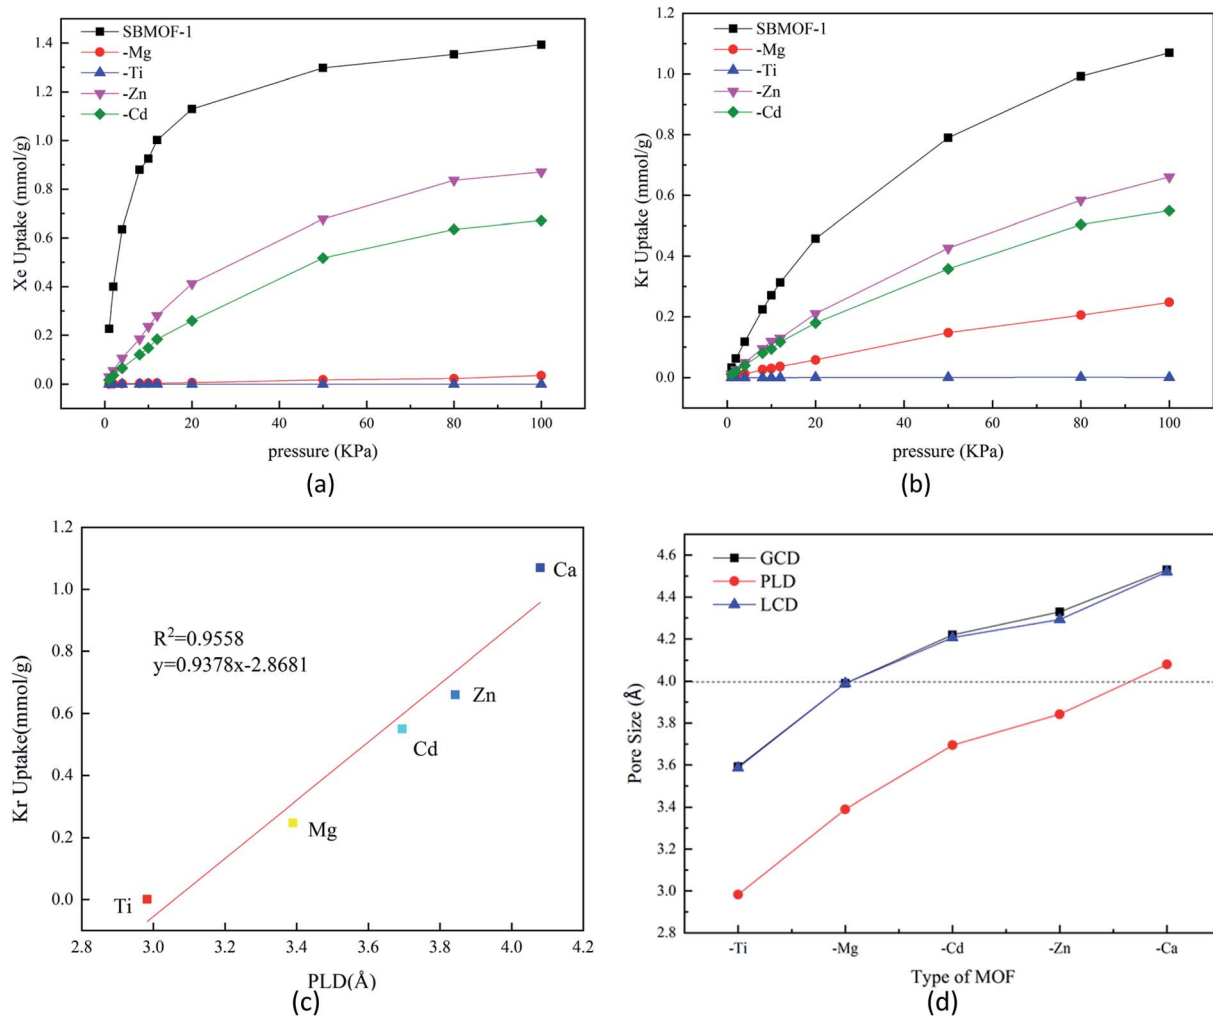 SBMOF-1
-Mg
-Ti
-Zn
-Cd
1.4
1.2
1.0
0.8
0.6
0.4
0.2
0.0
Xe Uptake (mmol/g)
0 20 40 60 80 100
pressure (KPa)
(a)
SBMOF-1
-Mg
-Ti
-Zn
-Cd
1.2
1.0
0.8
0.6
0.4
0.2
0.0
Kr Uptake (mmol/g)
0 20 40 60 80 100
pressure (KPa)
(b)
1.2
1.0
0.8
0.6
0.4
0.2
0.0
Kr Uptake(mmol/g)
R²=0.9558
y=0.9378x-2.8681
Ca
Zn
Cd
Mg
Ti
2.8 3.0 3.2 3.4 3.6 3.8 4.0 4.2
PLD(Å)
(c)
GCD
PLD
LCD
4.6
4.4
4.2
4.0
3.8
3.6
3.4
3.2
3.0
2.8
Pore Size (Å)
-Ti -Mg -Cd -Zn -Ca
Type of MOF
(d)